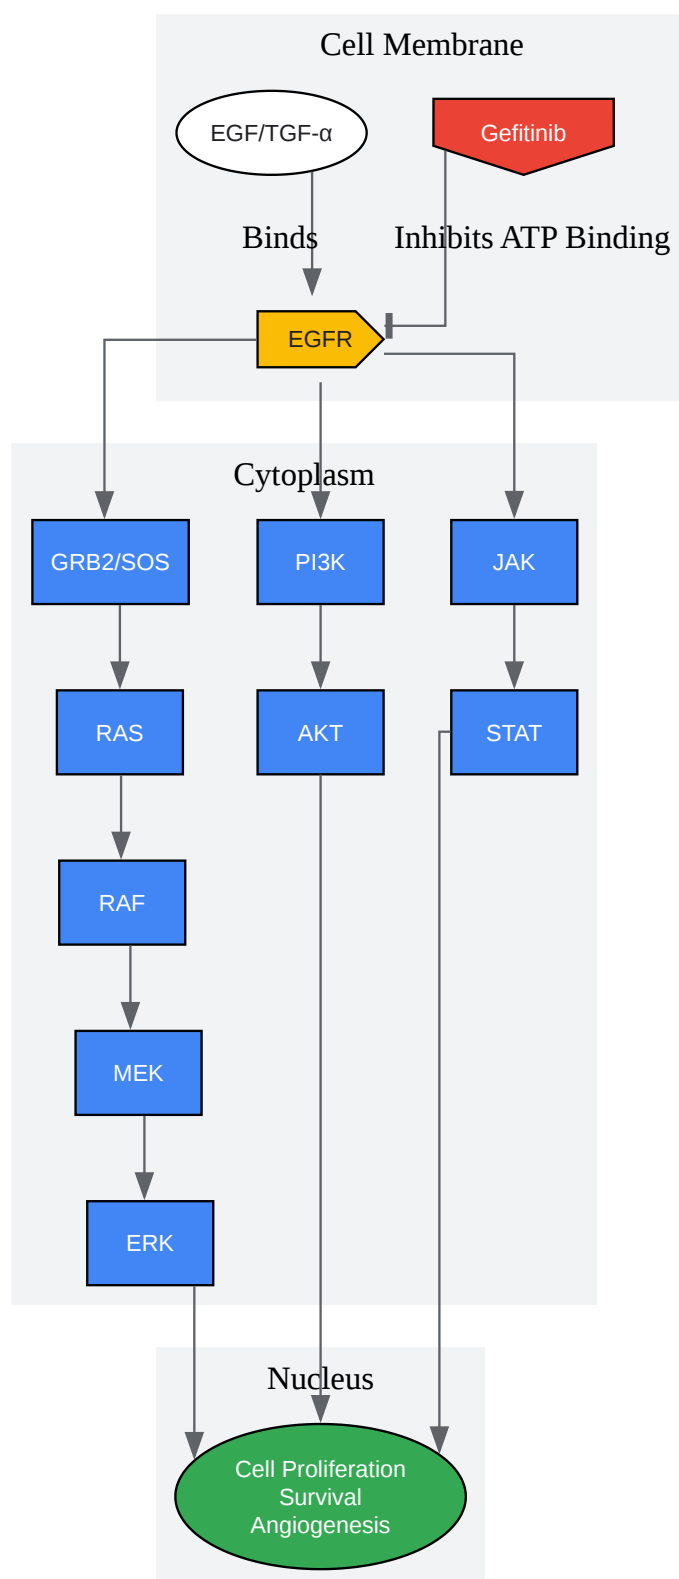 Cell Membrane
EGF/TGF-α
Gefitinib
Binds
Inhibits ATP Binding
EGFR
Cytoplasm
GRB2/SOS
PI3K
JAK
RAS
AKT
STAT
RAF
MEK
ERK
Nucleus
Cell Proliferation
Survival
Angiogenesis